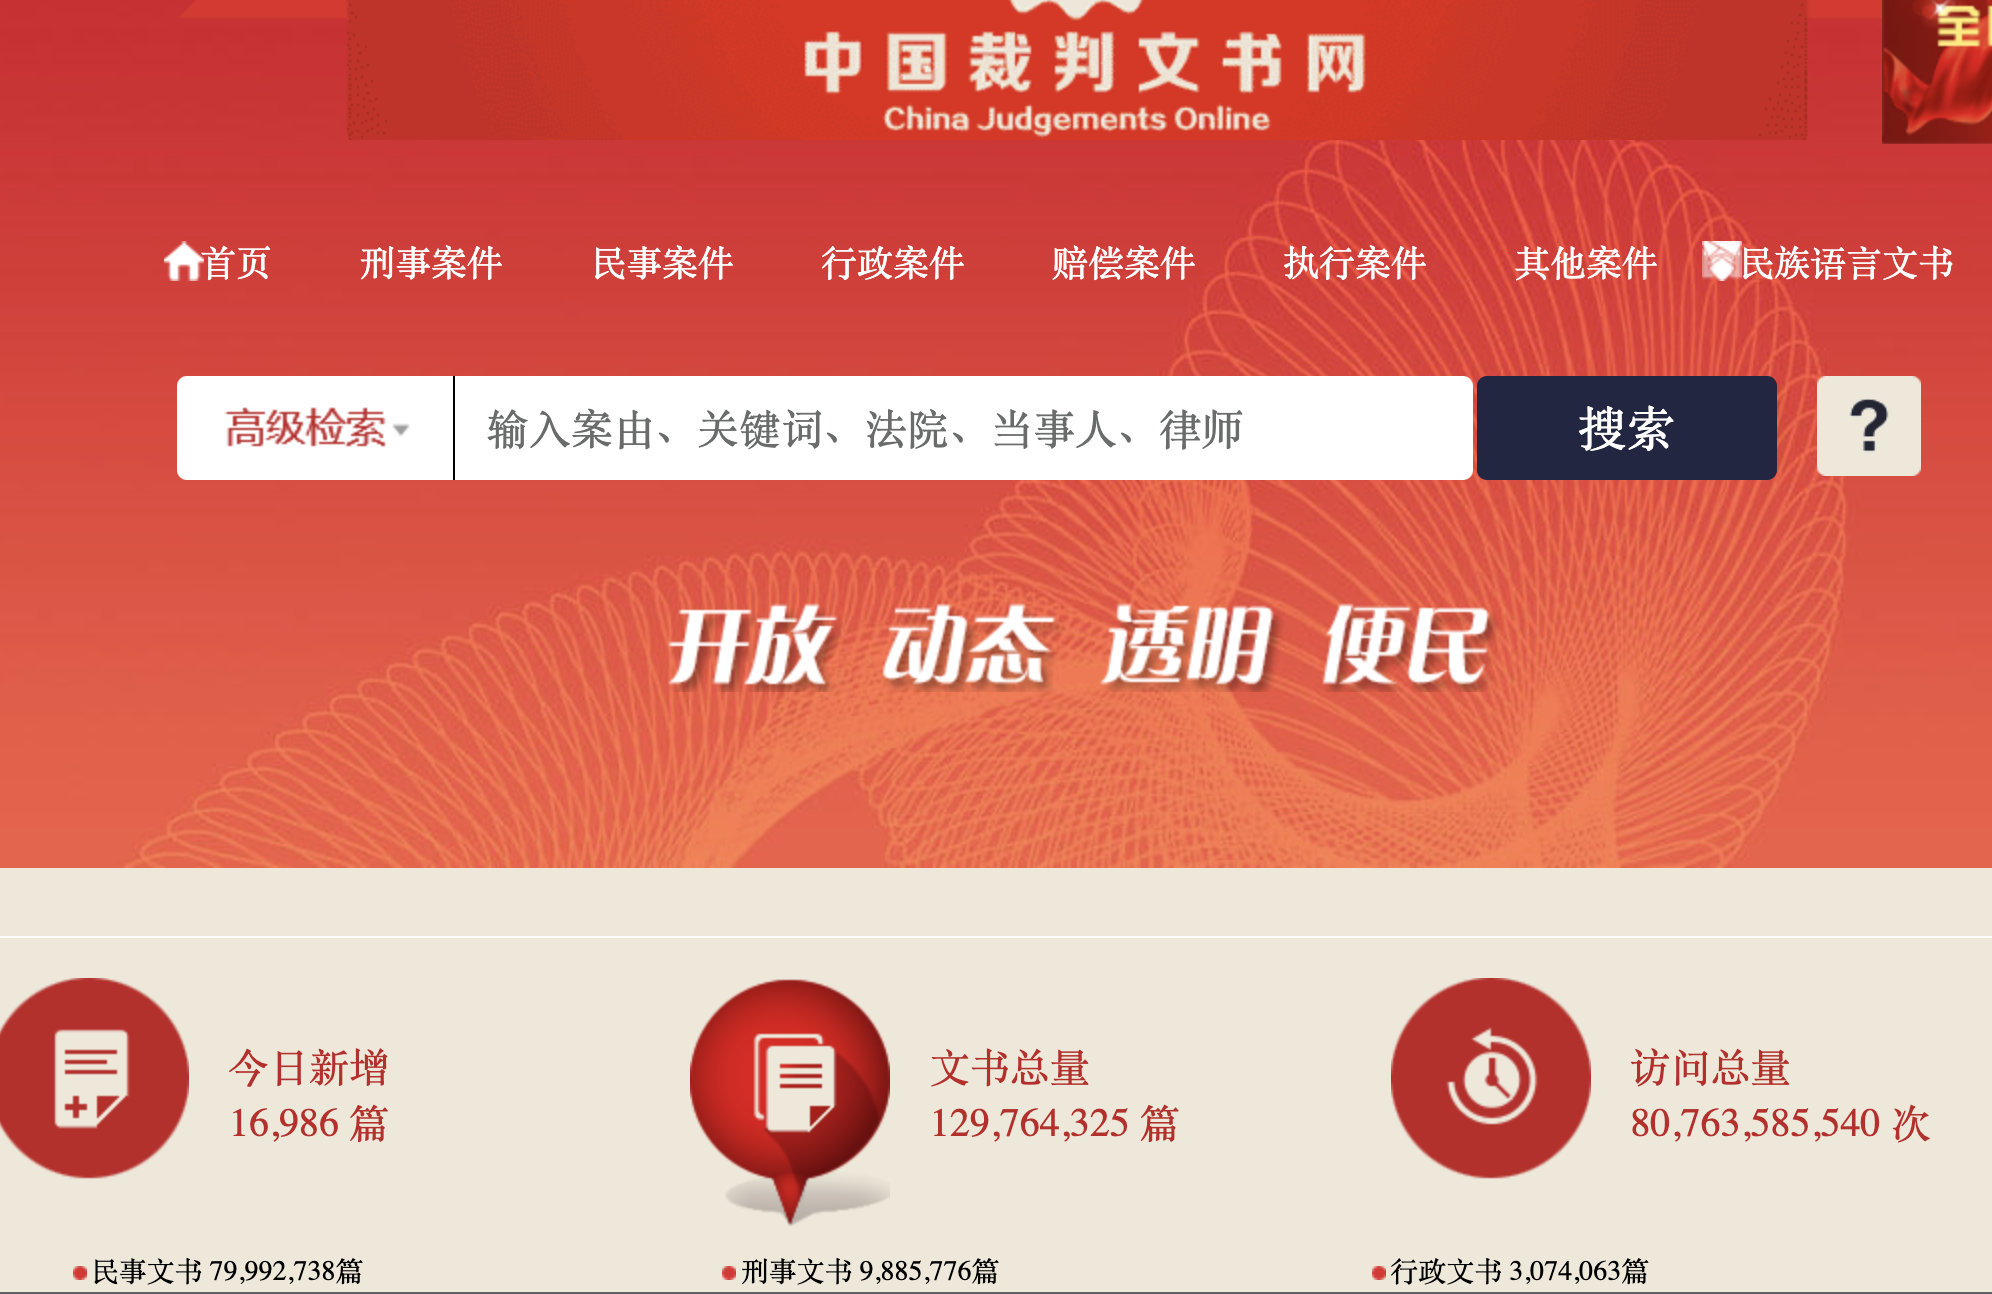 中国裁判文书网
China Judgements Online
首页 刑事案件 民事案件 行政案件 赔偿案件 执行案件 其他案件 民族语言文书
高级检索 输入案由、关键词、法院、当事人、律师 搜索 ?
开放 动态 透明 便民
今日新增 文书总量 访问总量
16,986 篇 129,764,325 篇 80,763,585,540 次
民事文书 79,992,738篇 刑事文书 9,885,776篇 行政文书 3,074,063篇